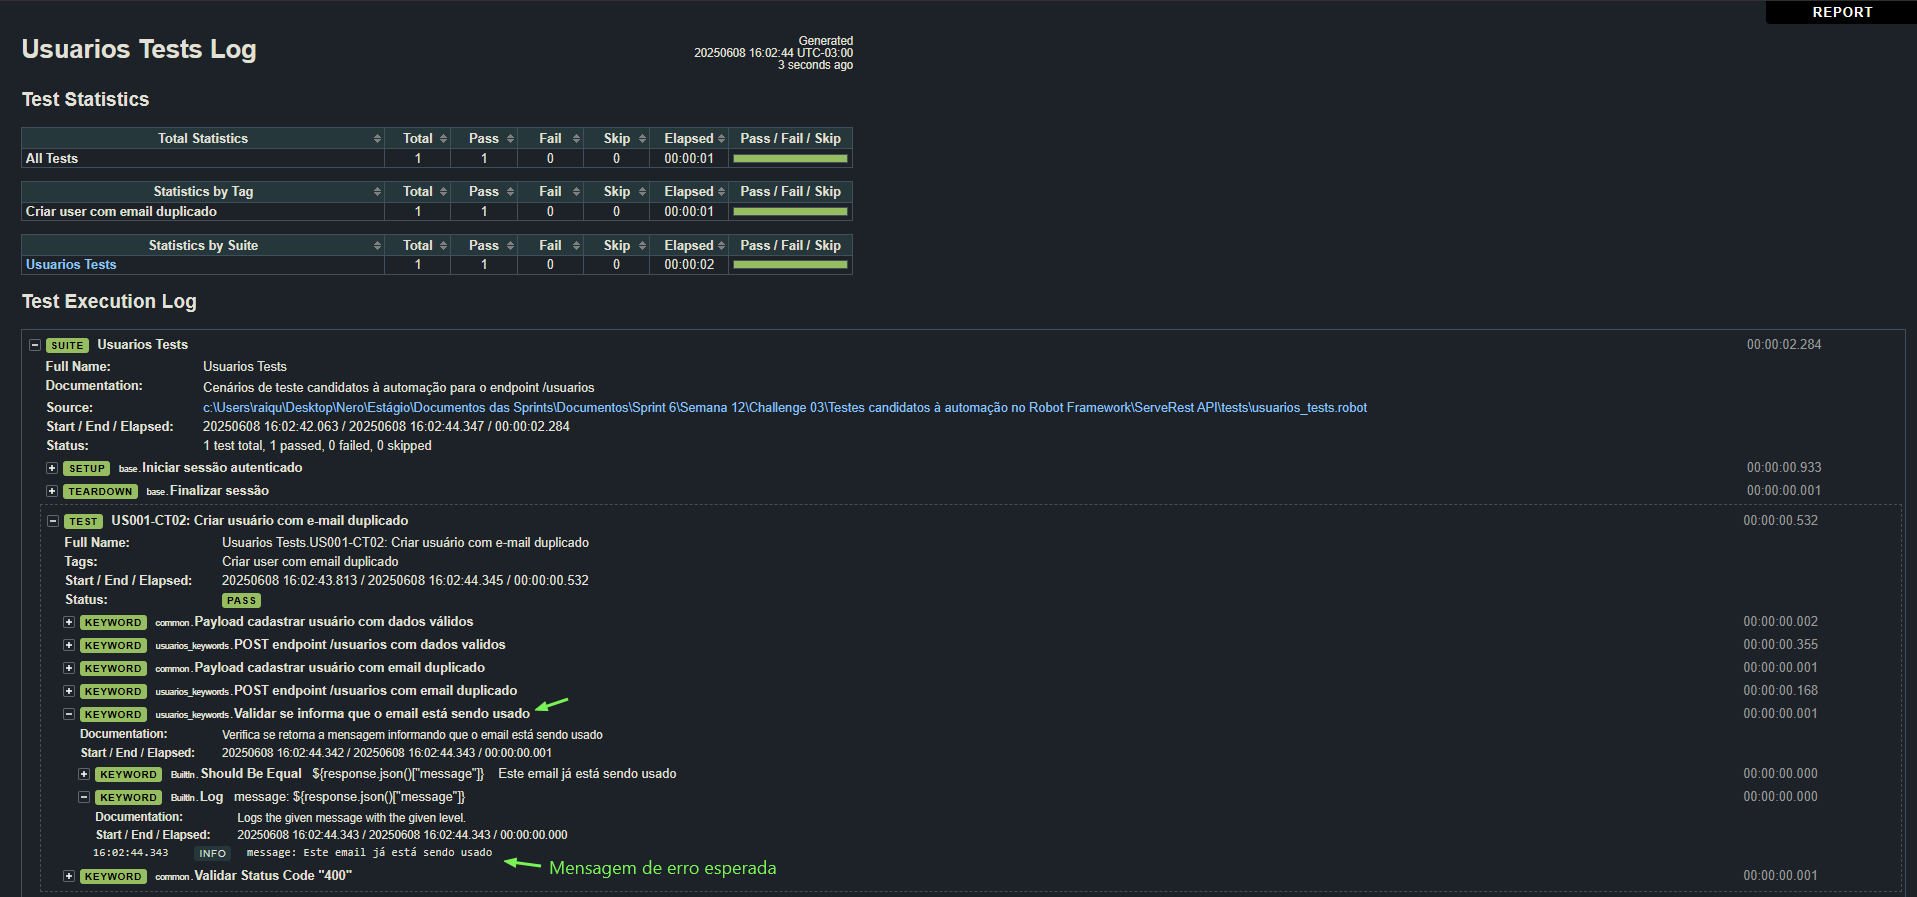 REPORT
Usuarios Tests Log
Generated
20250608 16:02:44 UTC-03:00
3 seconds ago
Test Statistics
Total Statistics Total Pass Fail Skip Elapsed Pass / Fail / Skip
All Tests 1 1 0 0 00:00:01
Statistics by Tag Total Pass Fail Skip Elapsed Pass / Fail / Skip
Criar user com email duplicado 1 1 0 0 00:00:01
Statistics by Suite Total Pass Fail Skip Elapsed Pass / Fail / Skip
Usuarios Tests 1 1 0 0 00:00:02
Test Execution Log
SUITE Usuarios Tests 00:00:02.284
Full Name: Usuarios Tests
Documentation: Cenários de teste candidatos à automação para o endpoint /usuarios
Source: c:\Users\raiqu\Desktop\Nero\Estágio\Documentos das Sprints\Documentos\Sprint 6\Semana 12\Challenge 03\Testes candidatos à automação no Robot Framework\ServeRest API\tests\usuarios_tests.robot
Start / End / Elapsed: 20250608 16:02:42.063 / 20250608 16:02:44.347 / 00:00:02.284
Status: 1 test total, 1 passed, 0 failed, 0 skipped
SETUP base.Iniciar sessão autenticado 00:00:00.933
TEARDOWN base.Finalizar sessão 00:00:00.001
TEST US001-CT02: Criar usuário com e-mail duplicado 00:00:00.532
Full Name: Usuarios Tests.US001-CT02: Criar usuário com e-mail duplicado
Tags: Criar user com email duplicado
Start / End / Elapsed: 20250608 16:02:43.813 / 20250608 16:02:44.345 / 00:00:00.532
Status: PASS
KEYWORD common.Payload cadastrar usuário com dados válidos 00:00:00.002
KEYWORD usuarios_keywords.POST endpoint /usuarios com dados validos 00:00:00.355
KEYWORD common.Payload cadastrar usuário com email duplicado 00:00:00.001
KEYWORD usuarios_keywords.POST endpoint /usuarios com email duplicado 00:00:00.168
KEYWORD usuarios_keywords.Validar se informa que o email está sendo usado 00:00:00.001
Documentation: Verifica se retorna a mensagem informando que o email está sendo usado
Start / End / Elapsed: 20250608 16:02:44.342 / 20250608 16:02:44.343 / 00:00:00.001
KEYWORD BuiltIn.Should Be Equal ${response.json()["message"]} Este email já está sendo usado 00:00:00.000
KEYWORD BuiltIn.Log message: ${response.json()["message"]} 00:00:00.000
Documentation: Logs the given message with the given level.
Start / End / Elapsed: 20250608 16:02:44.343 / 20250608 16:02:44.343 / 00:00:00.000
16:02:44.343 INFO message: Este email já está sendo usado
Mensagem de erro esperada
KEYWORD common.Validar Status Code "400" 00:00:00.001